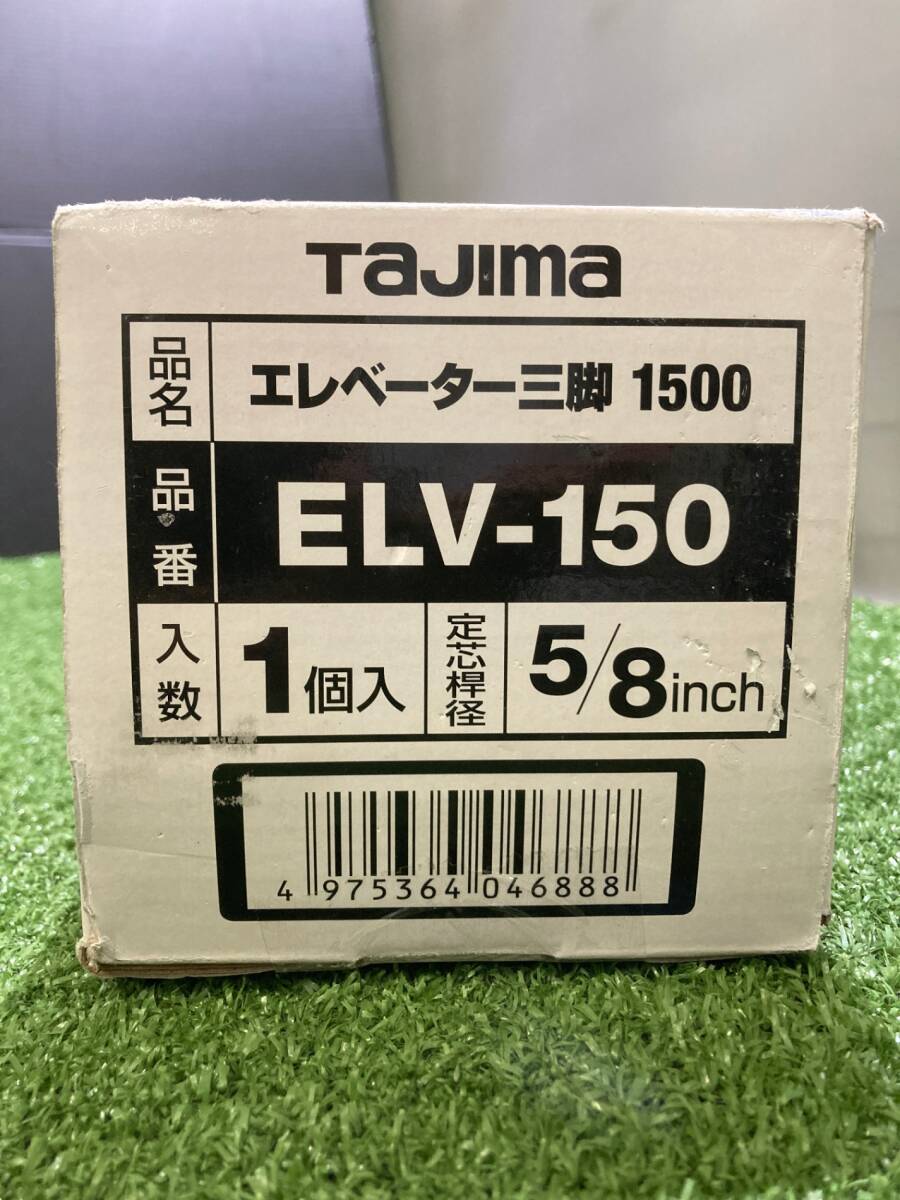 Tajima
品名 エレベーター三脚 1500
品番 ELV-150
入数 1個入 定芯桿径 5/8inch
4 975364 046888